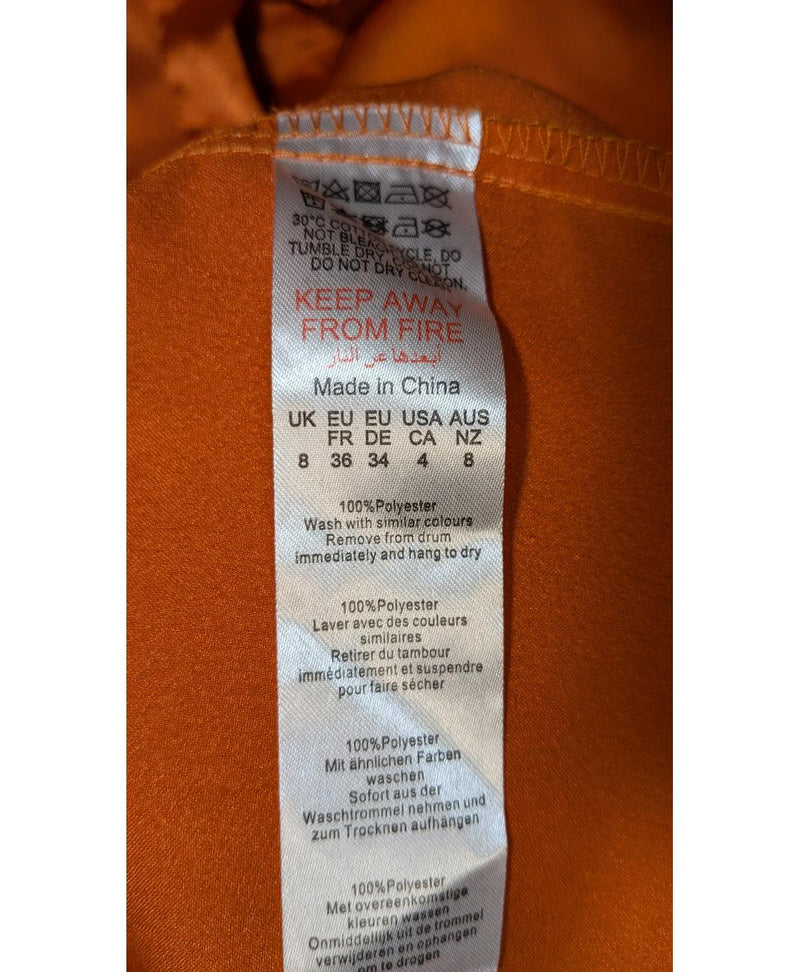 30°C COTTON
NOT BLEACH CYCLE, DO
TUMBLE DRY, DO NOT
DO NOT DRY CLEAN
KEEP AWAY
FROM FIRE
أبعدها عن النار
Made in China
UK EU EU USA AUS
FR DE CA NZ
8 36 34 4 8
100%Polyester
Wash with similar colours
Remove from drum
immediately and hang to dry
100%Polyester
Laver avec des couleurs
similaires
Retirer du tambour
immédiatement et suspendre
pour faire sécher
100%Polyester
Mit ähnlichen Farben
waschen
Sofort aus der
Waschtrommel nehmen und
zum Trocknen aufhängen
100%Polyester
Met overeenkomstige
kleuren wassen
Onmiddellijk uit de trommel
verwijderen en ophangen
om te drogen